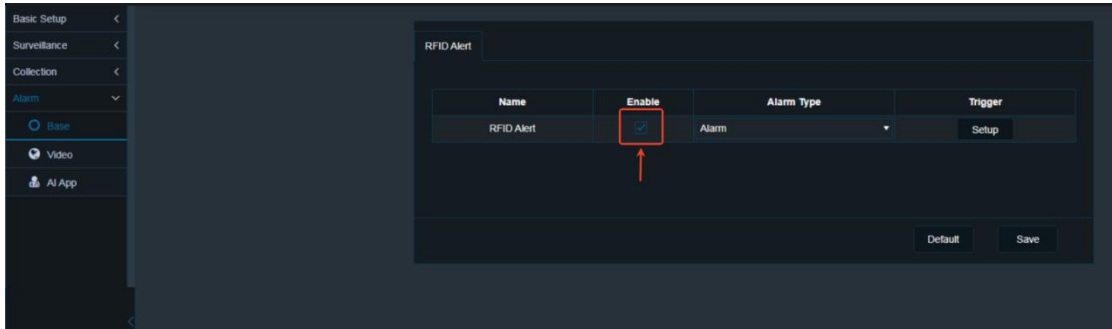 Basic Setup
Surveillance
Collection
Alarm
Base
Video
AI App
RFID Alert
Name Enable Alarm Type Trigger
RFID Alert Alarm Setup
Default Save